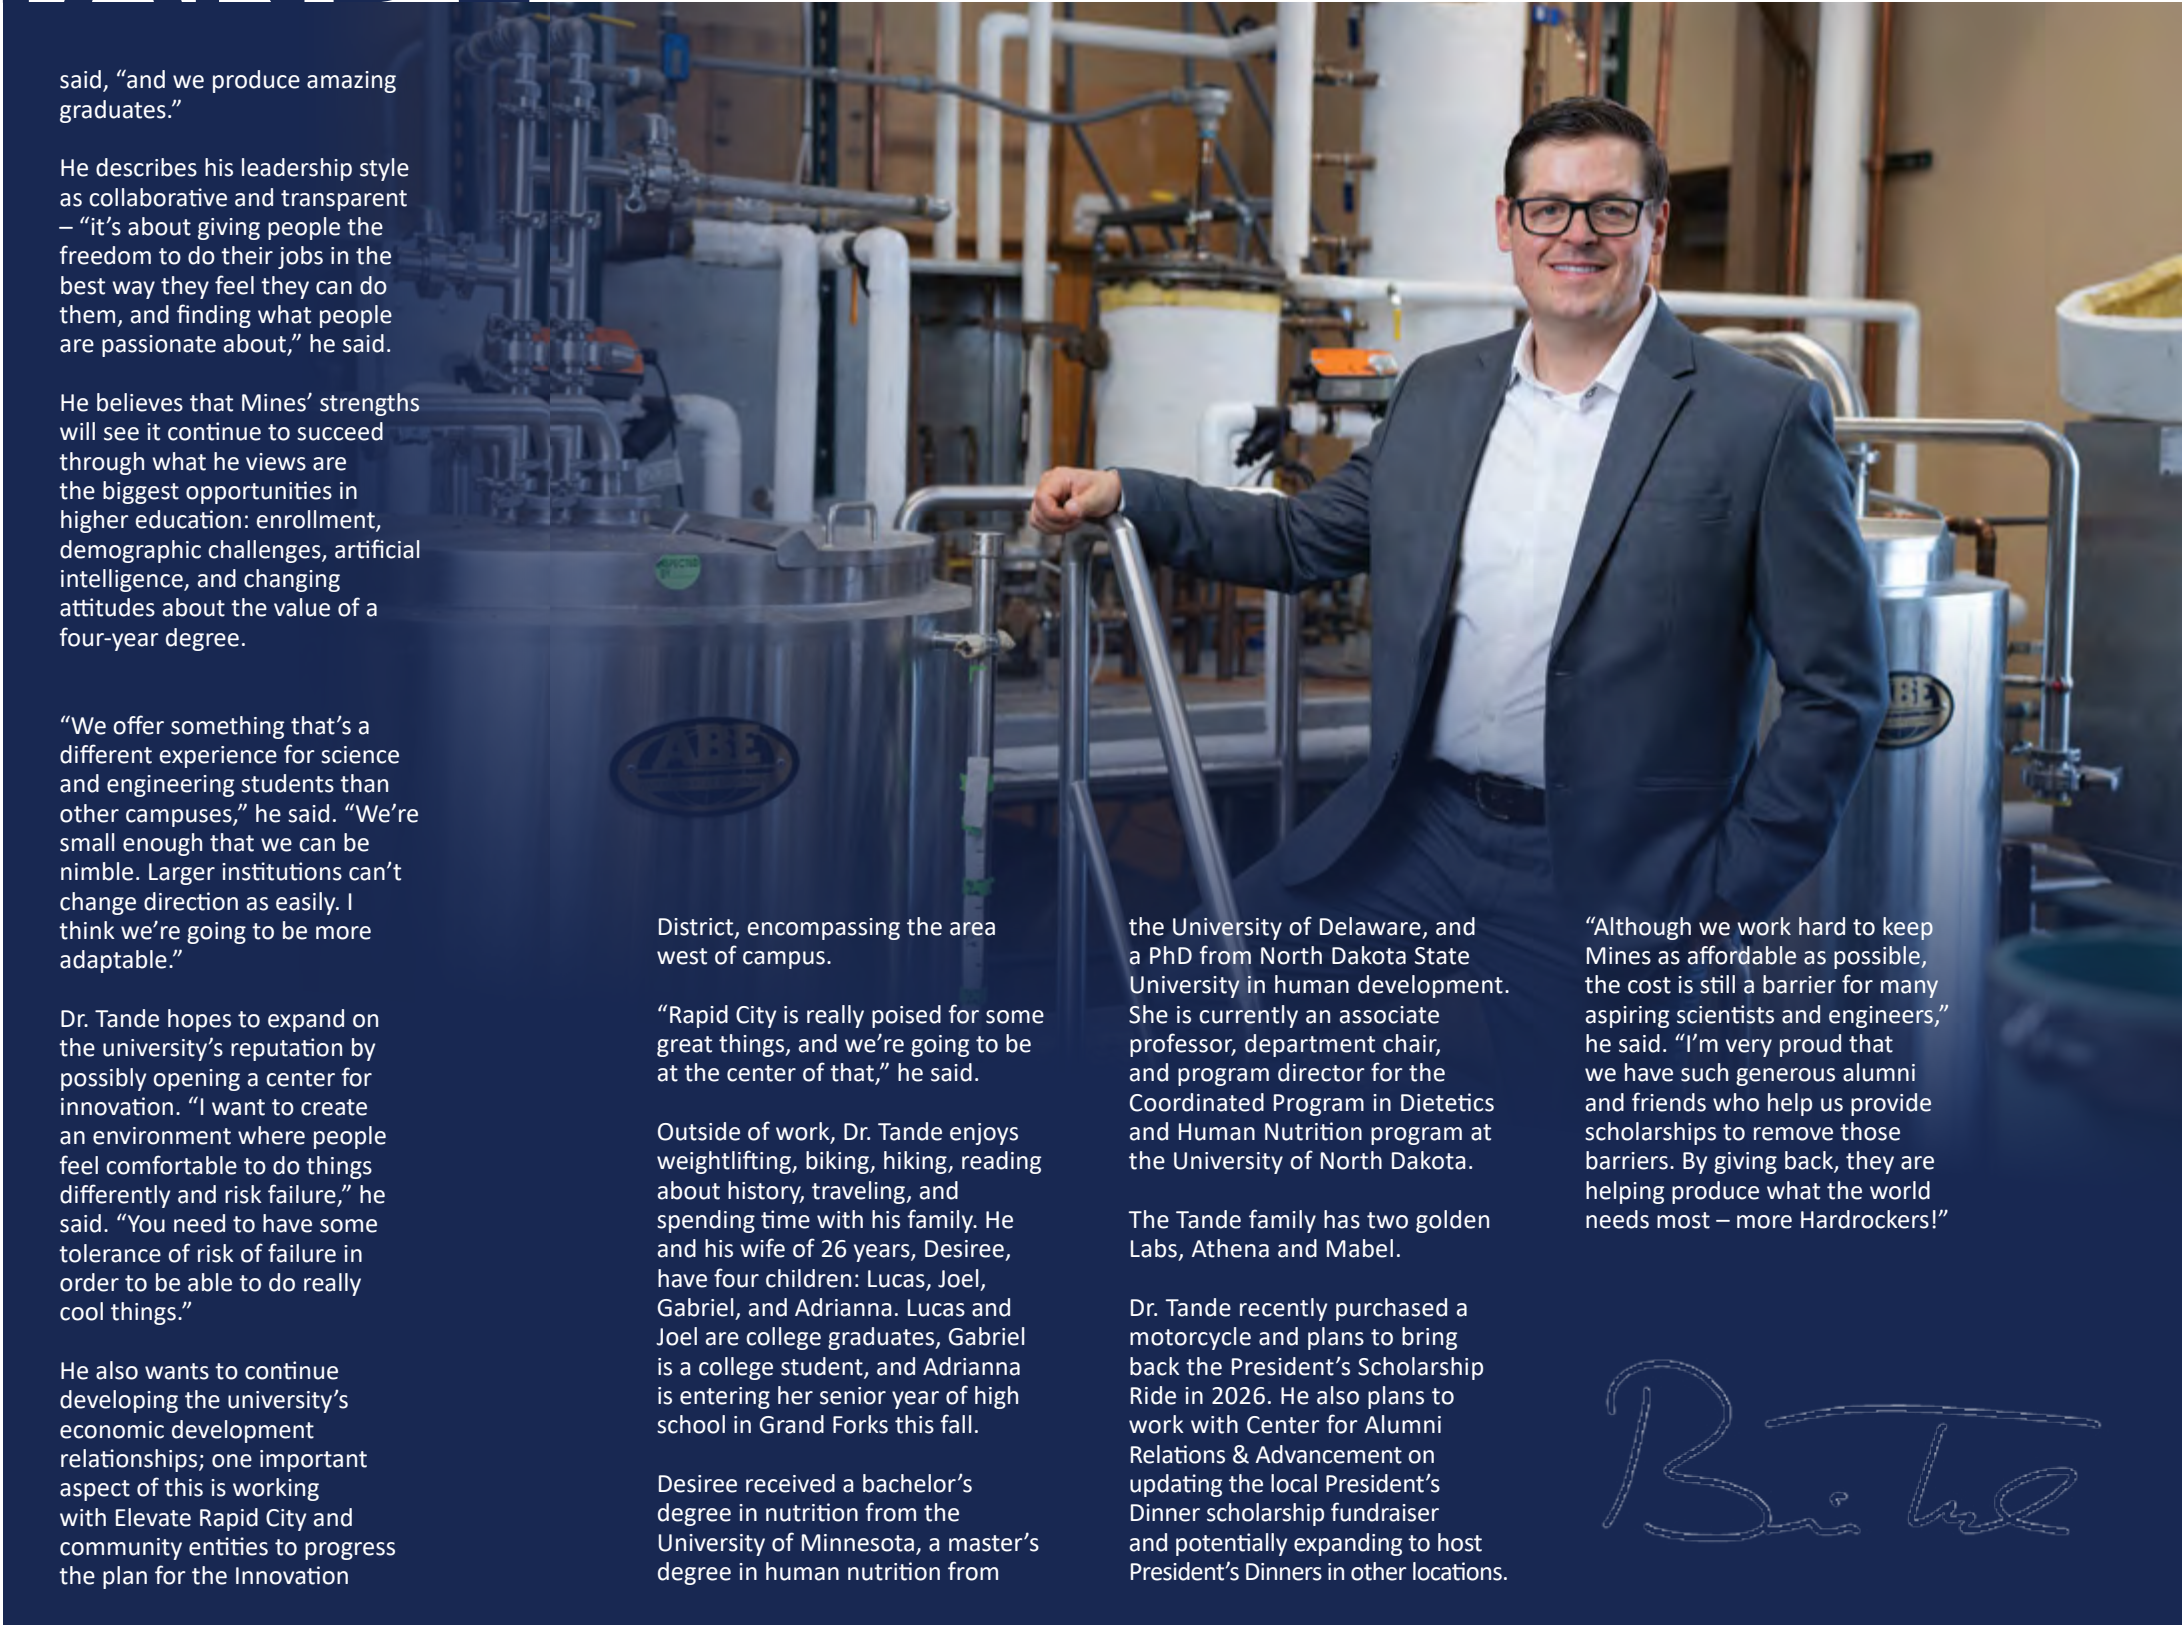 said, “and we produce amazing
graduates.”
He describes his leadership style
as collaborative and transparent
– “it’s about giving people the
freedom to do their jobs in the
best way they feel they can do
them, and finding what people
are passionate about,” he said.
He believes that Mines’ strengths
will see it continue to succeed
through what he views are
the biggest opportunities in
higher education: enrollment,
demographic challenges, artificial
intelligence, and changing
attitudes about the value of a
four-year degree.
“We offer something that’s a
different experience for science
and engineering students than
other campuses,” he said. “We’re
small enough that we can be
nimble. Larger institutions can’t
change direction as easily. I
think we’re going to be more
adaptable.”
Dr. Tande hopes to expand on
the university’s reputation by
possibly opening a center for
innovation. “I want to create
an environment where people
feel comfortable to do things
differently and risk failure,” he
said. “You need to have some
tolerance of risk of failure in
order to be able to do really
cool things.”
He also wants to continue
developing the university’s
economic development
relationships; one important
aspect of this is working
with Elevate Rapid City and
community entities to progress
the plan for the Innovation
District, encompassing the area
west of campus.
“Rapid City is really poised for some
great things, and we’re going to be
at the center of that,” he said.
Outside of work, Dr. Tande enjoys
weightlifting, biking, hiking, reading
about history, traveling, and
spending time with his family. He
and his wife of 26 years, Desiree,
have four children: Lucas, Joel,
Gabriel, and Adrianna. Lucas and
Joel are college graduates, Gabriel
is a college student, and Adrianna
is entering her senior year of high
school in Grand Forks this fall.
Desiree received a bachelor’s
degree in nutrition from the
University of Minnesota, a master’s
degree in human nutrition from
the University of Delaware, and
a PhD from North Dakota State
University in human development.
She is currently an associate
professor, department chair,
and program director for the
Coordinated Program in Dietetics
and Human Nutrition program at
the University of North Dakota.
The Tande family has two golden
Labs, Athena and Mabel.
Dr. Tande recently purchased a
motorcycle and plans to bring
back the President’s Scholarship
Ride in 2026. He also plans to
work with Center for Alumni
Relations & Advancement on
updating the local President’s
Dinner scholarship fundraiser
and potentially expanding to host
President’s Dinners in other locations.
“Although we work hard to keep
Mines as affordable as possible,
the cost is still a barrier for many
aspiring scientists and engineers,”
he said. “I’m very proud that
we have such generous alumni
and friends who help us provide
scholarships to remove those
barriers. By giving back, they are
helping produce what the world
needs most – more Hardrockers!”
ABE